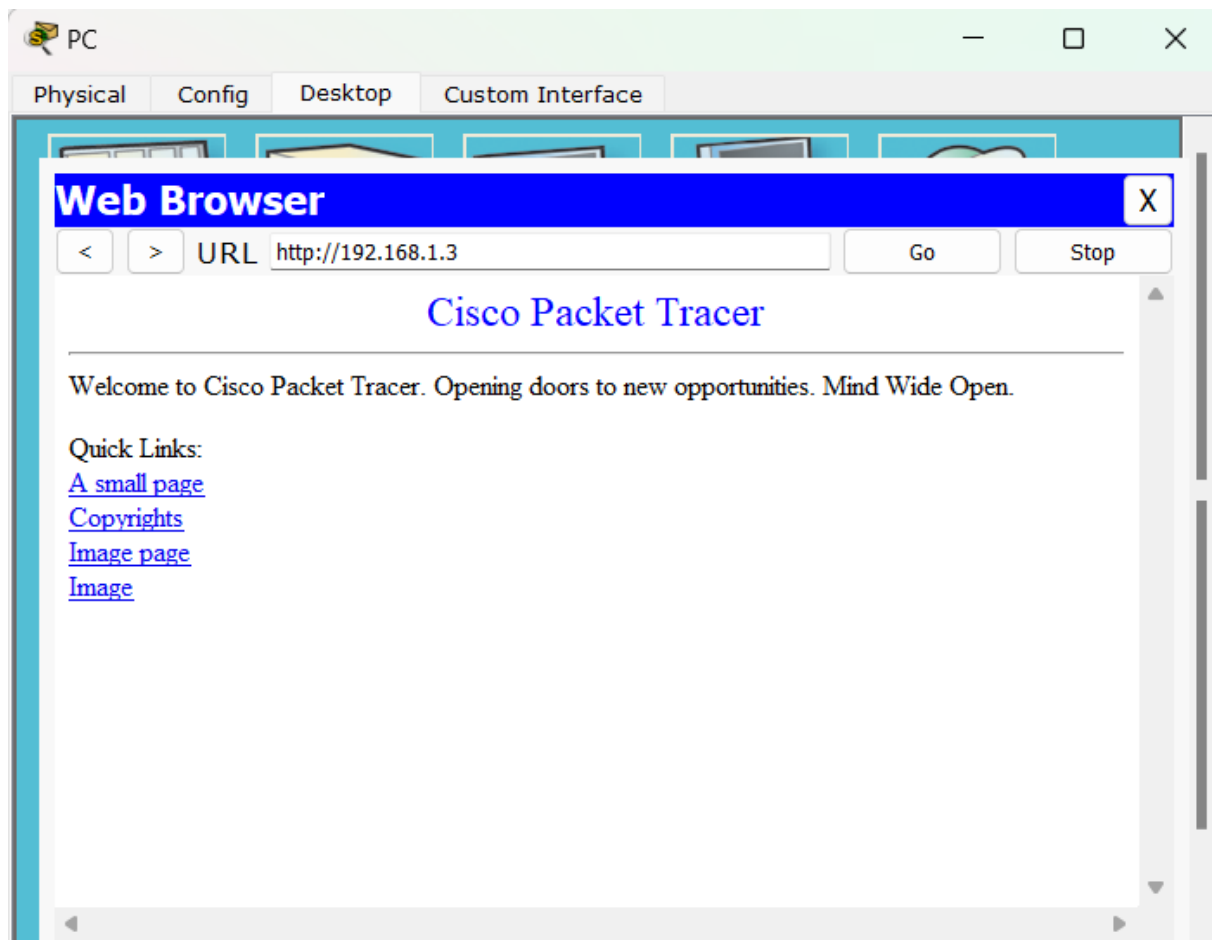 PC
Physical Config Desktop Custom Interface
Web Browser X
< > URL http://192.168.1.3 Go Stop
Cisco Packet Tracer
Welcome to Cisco Packet Tracer. Opening doors to new opportunities. Mind Wide Open.
Quick Links:
A small page
Copyrights
Image page
Image